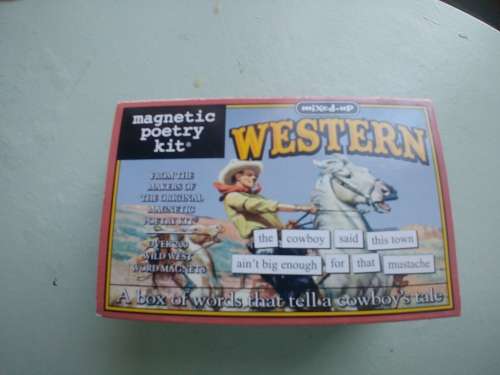 magnetic
poetry
kit®
mixed-up
WESTERN
FROM THE
MAKERS OF
THE ORIGINAL
MAGNETIC
POETRY KIT
OVER 200
WILD WEST
WORD MAGNETS
the cowboy said this town
ain't big enough for that mustache
A box of words that tell a cowboy's tale